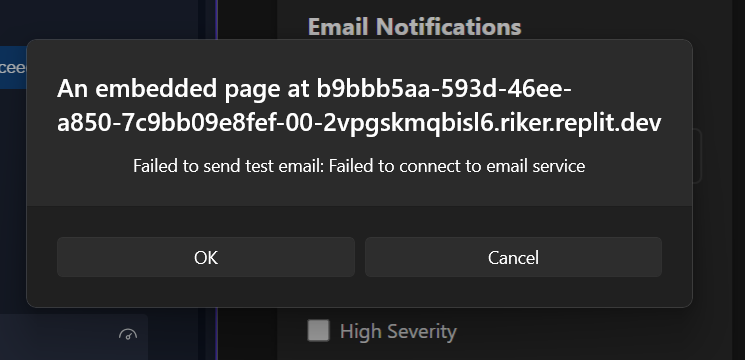 Email Notifications
An embedded page at b9bbb5aa-593d-46ee-
a850-7c9bb09e8fef-00-2vpgskmqbisl6.riker.replit.dev
Failed to send test email: Failed to connect to email service
OK
Cancel
High Severity